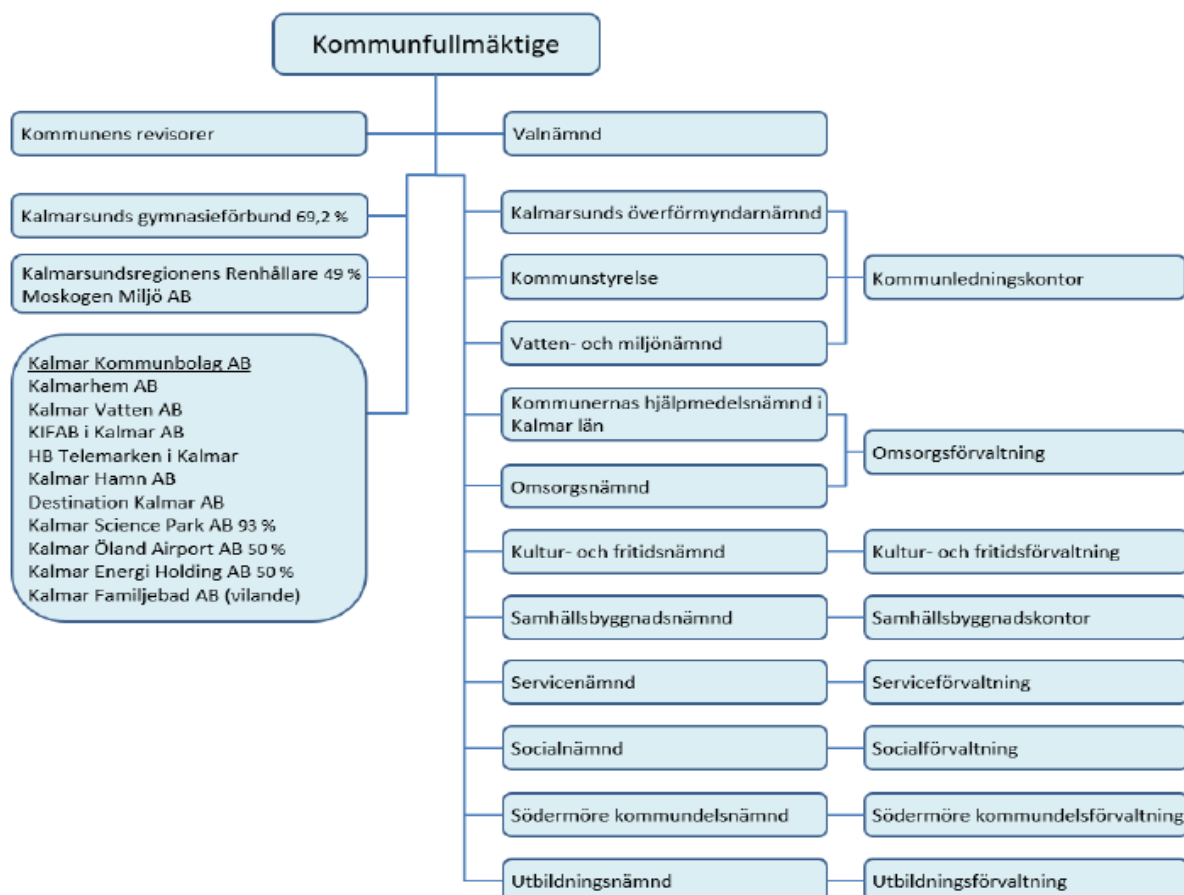 Kommunfullmäktige
Kommunens revisorer
Valnämnd
Kalmarsunds gymnasieförbund 69,2 %
Kalmarsundsregionens Renhållare 49 %
Moskogen Miljö AB
Kalmar Kommunbolag AB
Kalmarhem AB
Kalmar Vatten AB
KIFAB i Kalmar AB
HB Telemarken i Kalmar
Kalmar Hamn AB
Destination Kalmar AB
Kalmar Science Park AB 93 %
Kalmar Öland Airport AB 50 %
Kalmar Energi Holding AB 50 %
Kalmar Familjebad AB (vilande)
Kalmarsunds överförmyndarnämnd
Kommunstyrelse
Vatten- och miljönämnd
Kommunledningskontor
Kommunernas hjälpmedelsnämnd i
Kalmar län
Omsorgsnämnd
Omsorgsförvaltning
Kultur- och fritidsnämnd
Kultur- och fritidsförvaltning
Samhällsbyggnadsnämnd
Samhällsbyggnadskontor
Servicenämnd
Serviceförvaltning
Socialnämnd
Socialförvaltning
Södermöre kommundelsnämnd
Södermöre kommundelsförvaltning
Utbildningsnämnd
Utbildningsförvaltning